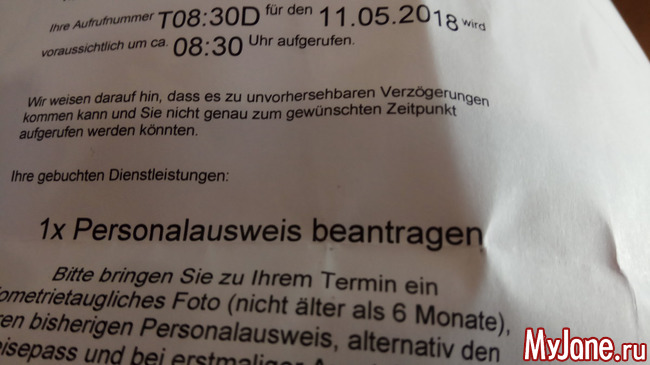 Ihre Aufrufnummer T08:30D für den 11.05.2018 wird
voraussichtlich um ca. 08:30 Uhr aufgerufen.
Wir weisen darauf hin, dass es zu unvorhersehbaren Verzögerungen
kommen kann und Sie nicht genau zum gewünschten Zeitpunkt
aufgerufen werden könnten.
Ihre gebuchten Dienstleistungen:
1x Personalausweis beantragen
Bitte bringen Sie zu Ihrem Termin ein
ometrietaugliches Foto (nicht älter als 6 Monate),
ren bisherigen Personalausweis, alternativ den
eisepass und bei erstmaliger
MyJane.ru